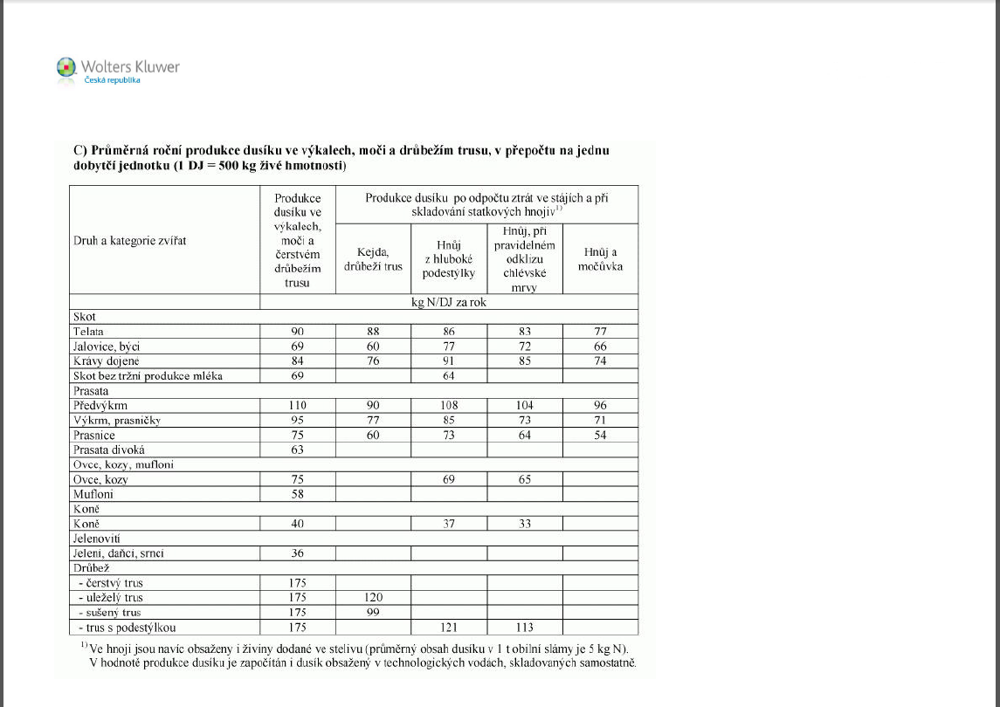 Wolters Kluwer
Česká republika
C) Průměrná roční produkce dusíku ve výkalech, moči a drůbežím trusu, v přepočtu na jednu
dobytčí jednotku (1 DJ = 500 kg živé hmotnosti)
Druh a kategorie zvířat
Produkce
dusíku ve
výkalech,
moči a
čerstvém
drůbežím
trusu
Produkce dusíku po odpočtu ztrát ve stájích a při
skladování statkových hnojiv1)
Kejda,
drůbeží trus
Hnůj
z hluboké
podestýlky
Hnůj, při
pravidelném
odklizu
chlévské
mrvy
Hnůj a
močůvka
kg N/DJ za rok
Skot
Telata 90 88 86 83 77
Jalovice, býci 69 60 77 72 66
Krávy dojené 84 76 91 85 74
Skot bez tržní produkce mléka 69 64
Prasata
Předvýkrm 110 90 108 104 96
Výkrm, prasničky 95 77 85 73 71
Prasnice 75 60 73 64 54
Prasata divoká 63
Ovce, kozy, mufloni
Ovce, kozy 75 69 65
Mufloni 58
Koně
Koně 40 37 33
Jelenovití
Jeleni, daňci, srnci 36
Drůbež
- čerstvý trus 175
- uleželý trus 175 120
- sušený trus 175 99
- trus s podestýlkou 175 121 113
1) Ve hnoji jsou navíc obsaženy i živiny dodané ve stelivu (průměrný obsah dusíku v 1 t obilní slámy je 5 kg N).
V hodnotě produkce dusíku je započítán i dusík obsažený v technologických vodách, skladovaných samostatně.